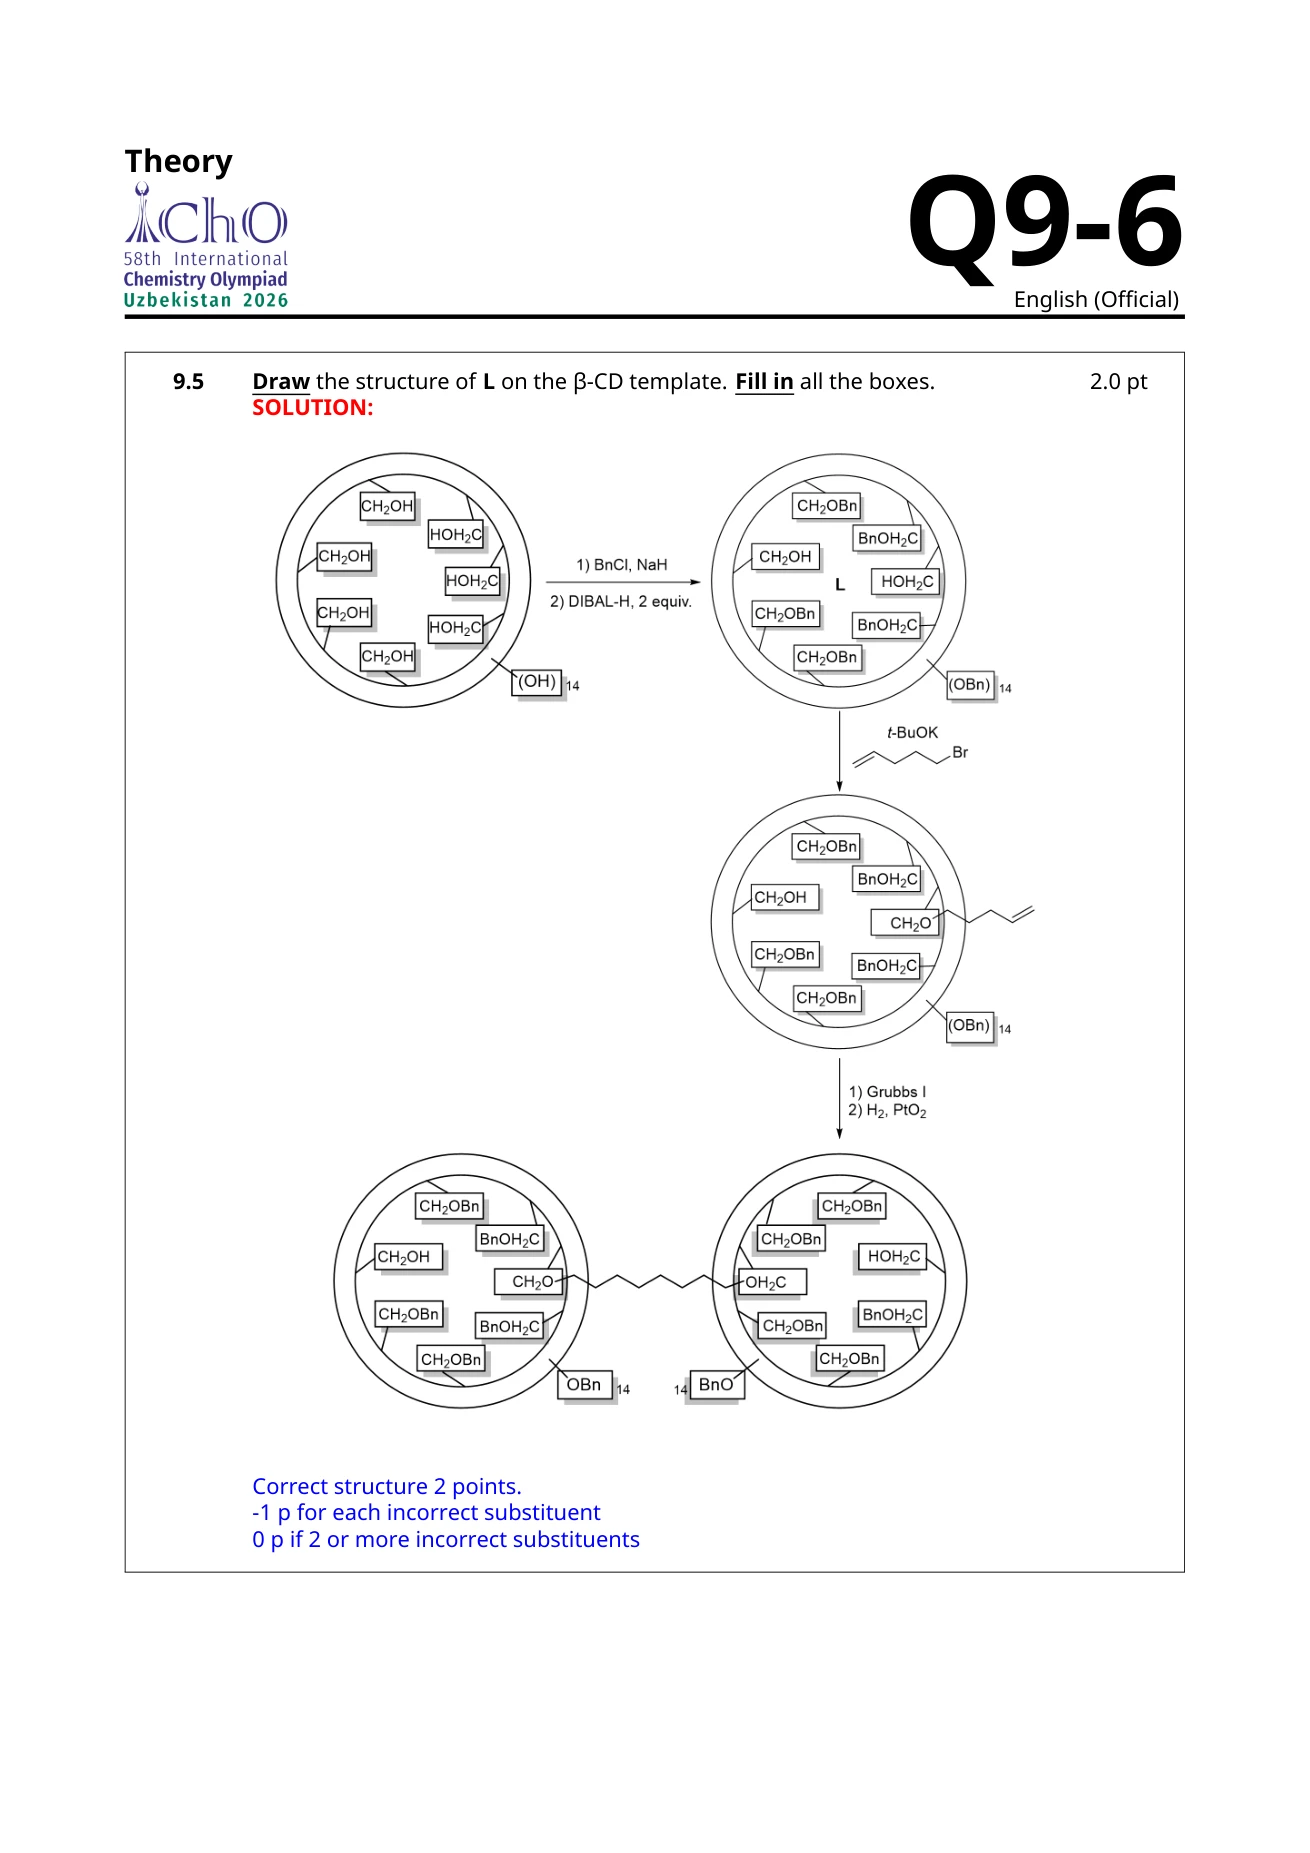 Theory
IChO
58th International
Chemistry Olympiad
Uzbekistan 2026
Q9-6
English (Official)
9.5 Draw the structure of L on the β-CD template. Fill in all the boxes. 2.0 pt
SOLUTION:
CH₂OH
HOH₂C
CH₂OH
HOH₂C
CH₂OH
HOH₂C
CH₂OH
(OH) 14
1) BnCl, NaH
2) DIBAL-H, 2 equiv.
CH₂OBn
BnOH₂C
CH₂OH
L
HOH₂C
CH₂OBn
BnOH₂C
CH₂OBn
(OBn) 14
t-BuOK
Br
CH₂OBn
BnOH₂C
CH₂OH
CH₂O
CH₂OBn
BnOH₂C
CH₂OBn
(OBn) 14
1) Grubbs I
2) H₂, PtO₂
CH₂OBn
BnOH₂C
CH₂OH
CH₂O
CH₂OBn
BnOH₂C
CH₂OBn
OBn 14
CH₂OBn
CH₂OBn
HOH₂C
OH₂C
BnOH₂C
CH₂OBn
CH₂OBn
14 BnO
Correct structure 2 points.
-1 p for each incorrect substituent
0 p if 2 or more incorrect substituents